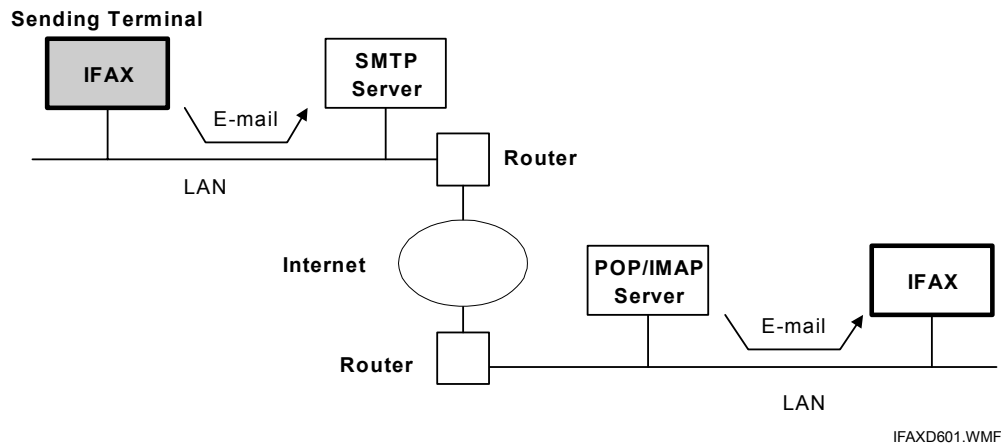 Sending Terminal
IFAX
SMTP
Server
E-mail
Router
LAN
Internet
POP/IMAP
Server
IFAX
E-mail
Router
LAN
IFAXD601.WMF